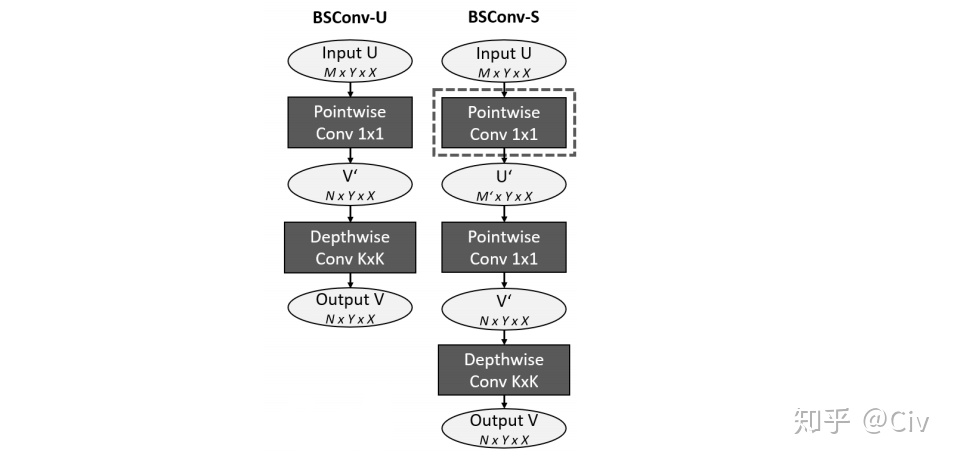 BSConv-U
Input U
M x Y x X
Pointwise
Conv 1x1
V‘
N x Y x X
Depthwise
Conv KxK
Output V
N x Y x X
BSConv-S
Input U
M x Y x X
Pointwise
Conv 1x1
U‘
M‘ x Y x X
Pointwise
Conv 1x1
V‘
N x Y x X
Depthwise
Conv KxK
Output V
N x Y x X
知乎 @Civ